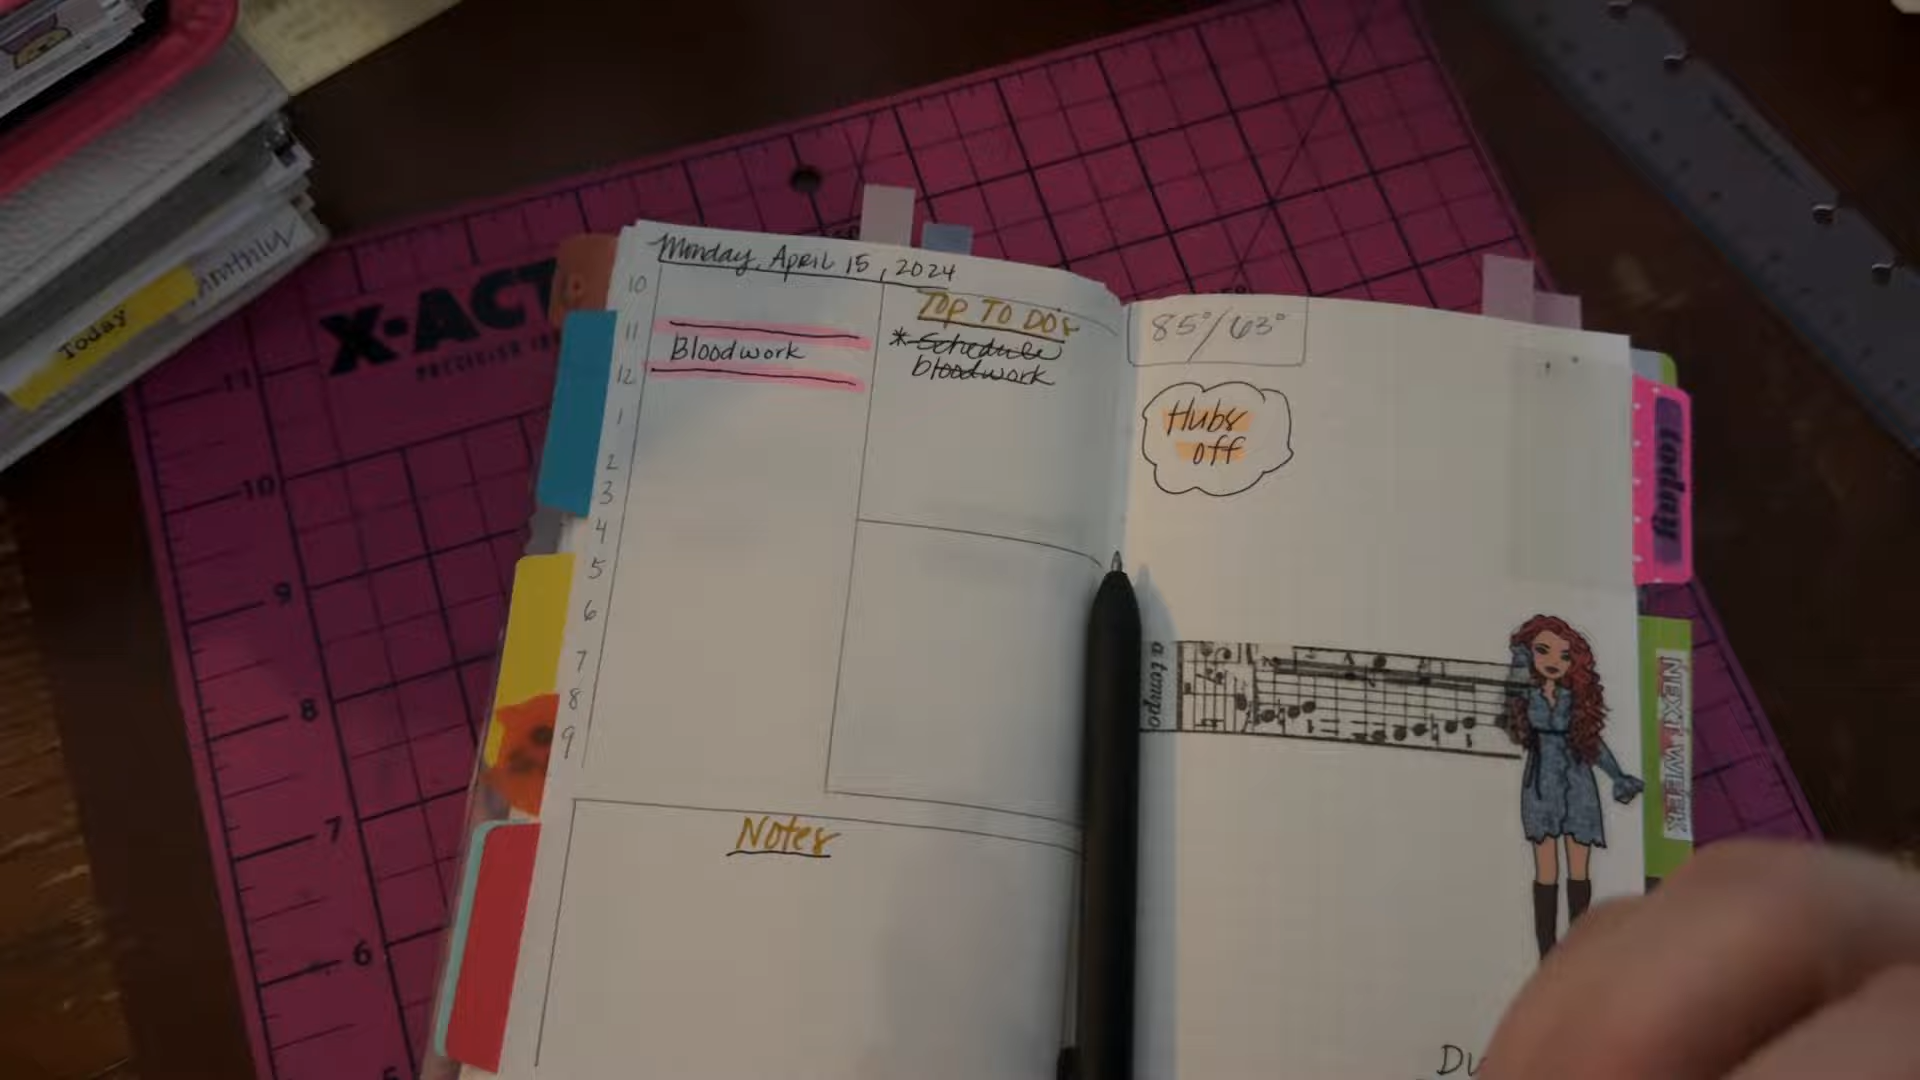 Today
X-ACT
11
10
9
8
7
6
Monday, April 15, 2024
10
11
12
1
2
3
4
5
6
7
8
9
Bloodwork
Top To Do's
*Schedule
bloodwork
Notes
85°/63°
Hubs
off
a tempo
today
NEXT WEEK